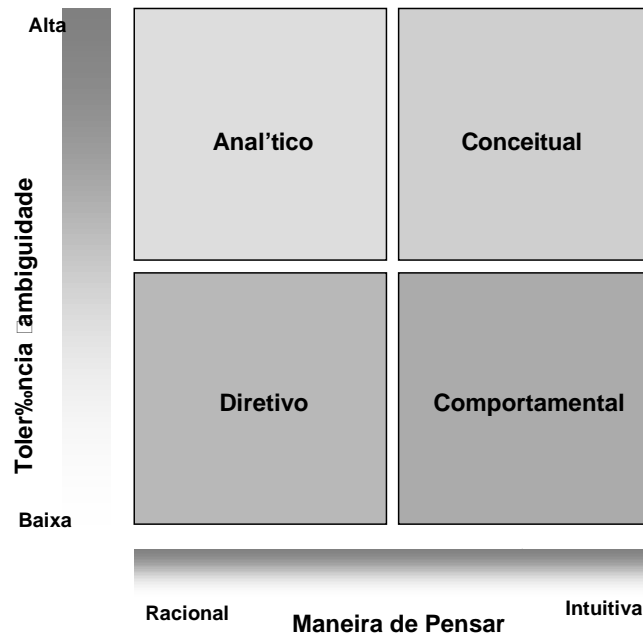 Alta
Anal'tico
Conceitual
Toler‰ncia ambiguidade
Diretivo
Comportamental
Baixa
Racional
Maneira de Pensar
Intuitiva